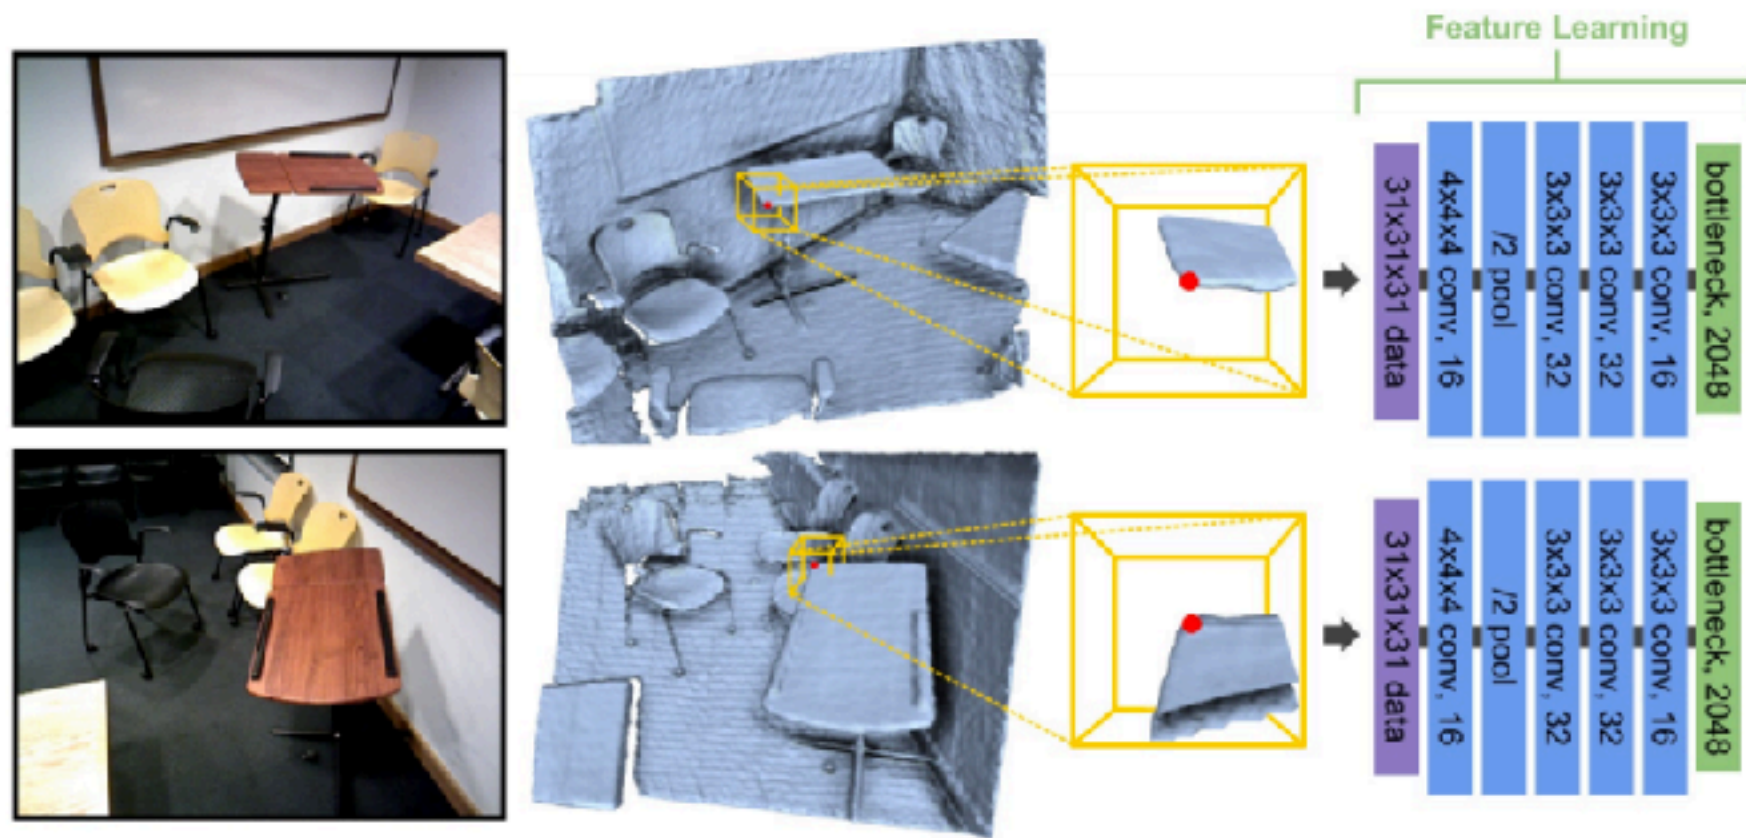 Feature Learning
31x31x31 data
4x4x4 conv, 16
/2 pool
3x3x3 conv, 32
3x3x3 conv, 32
3x3x3 conv, 16
bottleneck, 2048
31x31x31 data
4x4x4 conv, 16
/2 pool
3x3x3 conv, 32
3x3x3 conv, 32
3x3x3 conv, 16
bottleneck, 2048